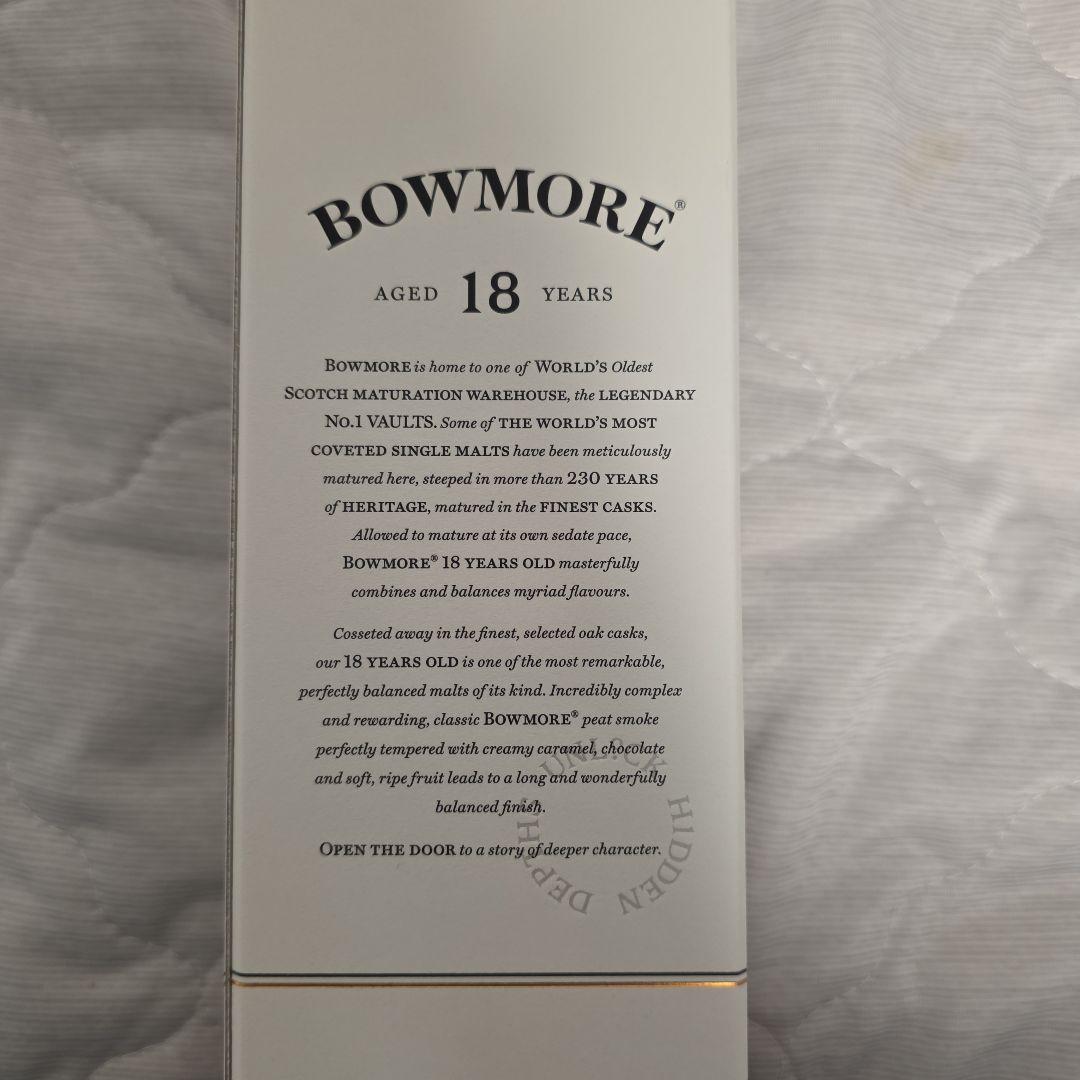 BOWMORE®
AGED 18 YEARS
BOWMORE is home to one of WORLD'S Oldest
SCOTCH MATURATION WAREHOUSE, the LEGENDARY
No.1 VAULTS. Some of THE WORLD'S MOST
COVETED SINGLE MALTS have been meticulously
matured here, steeped in more than 230 YEARS
of HERITAGE, matured in the FINEST CASKS.
Allowed to mature at its own sedate pace,
BOWMORE® 18 YEARS OLD masterfully
combines and balances myriad flavours.
Cosseted away in the finest, selected oak casks,
our 18 YEARS OLD is one of the most remarkable,
perfectly balanced malts of its kind. Incredibly complex
and rewarding, classic BOWMORE® peat smoke
perfectly tempered with creamy caramel, chocolate
and soft, ripe fruit leads to a long and wonderfully
balanced finish.
OPEN THE DOOR to a story of deeper character.
UNLOCK HIDDEN DEPTHS